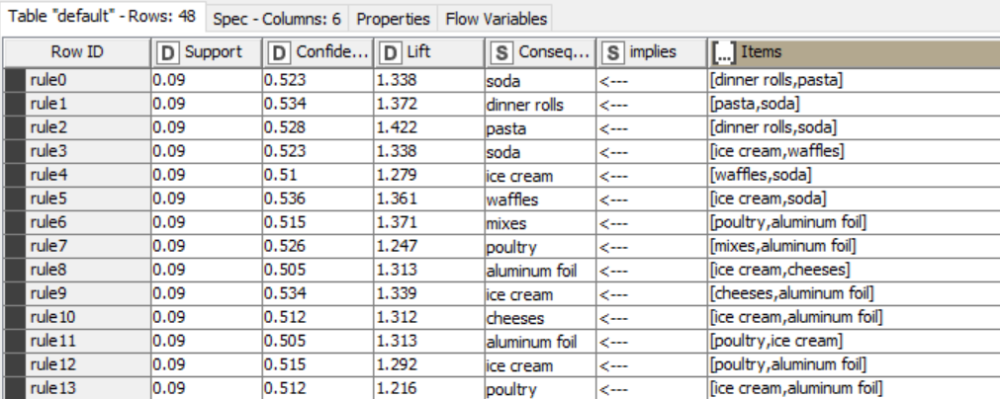 Table "default" - Rows: 48 Spec - Columns: 6 Properties Flow Variables
Row ID D Support D Confide... D Lift S Conseq... S implies [...] Items
rule0 0.09 0.523 1.338 soda <--- [dinner rolls,pasta]
rule1 0.09 0.534 1.372 dinner rolls <--- [pasta,soda]
rule2 0.09 0.528 1.422 pasta <--- [dinner rolls,soda]
rule3 0.09 0.523 1.338 soda <--- [ice cream,waffles]
rule4 0.09 0.51 1.279 ice cream <--- [waffles,soda]
rule5 0.09 0.536 1.361 waffles <--- [ice cream,soda]
rule6 0.09 0.515 1.371 mixes <--- [poultry,aluminum foil]
rule7 0.09 0.526 1.247 poultry <--- [mixes,aluminum foil]
rule8 0.09 0.505 1.313 aluminum foil <--- [ice cream,cheeses]
rule9 0.09 0.534 1.339 ice cream <--- [cheeses,aluminum foil]
rule10 0.09 0.512 1.312 cheeses <--- [ice cream,aluminum foil]
rule11 0.09 0.505 1.313 aluminum foil <--- [poultry,ice cream]
rule12 0.09 0.515 1.292 ice cream <--- [poultry,aluminum foil]
rule13 0.09 0.512 1.216 poultry <--- [ice cream,aluminum foil]